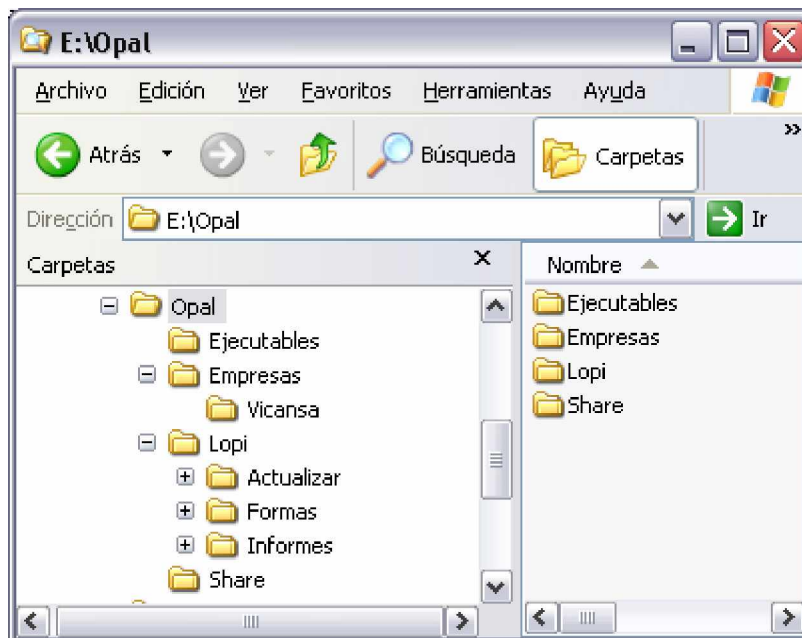 E:\Opal
Archivo Edición Ver Favoritos Herramientas Ayuda
Atrás Búsqueda Carpetas »
Dirección E:\Opal Ir
Carpetas x
Opal
Ejecutables
Empresas
Vicansa
Lopi
Actualizar
Formas
Informes
Share
Nombre
Ejecutables
Empresas
Lopi
Share